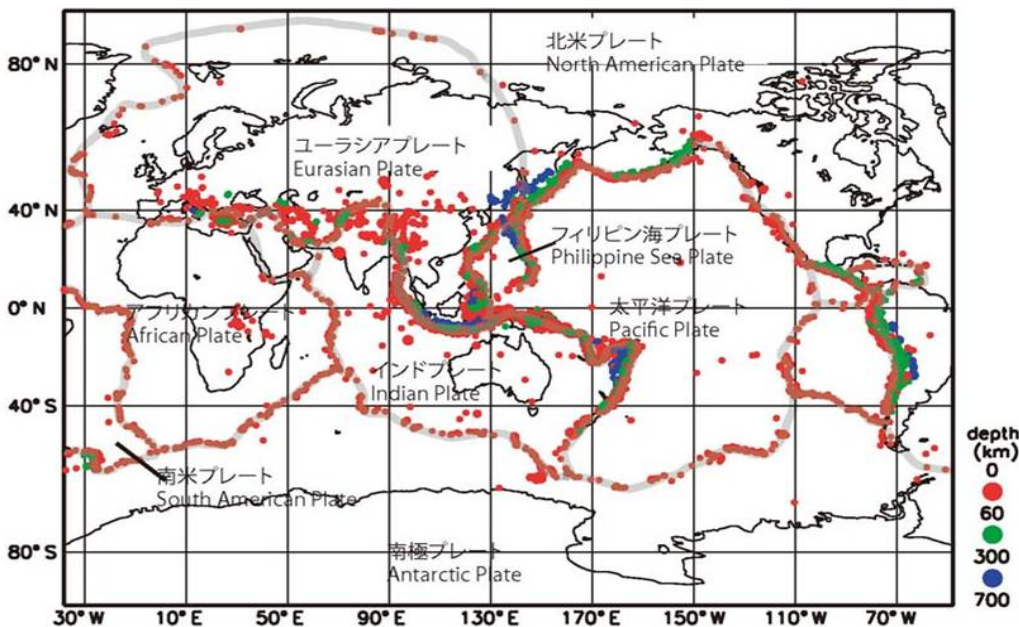 北米プレート
North American Plate
80° N
ユーラシアプレート
Eurasian Plate
40° N
フィリピン海プレート
Philippine Sea Plate
0° N
アフリカンプレート
African Plate
太平洋プレート
Pacific Plate
インドプレート
Indian Plate
40° S
南米プレート
South American Plate
80° S
南極プレート
Antarctic Plate
30° W 10° E 50° E 90° E 130° E 170° E 150° W 110° W 70° W
depth
(km)
0
60
300
700